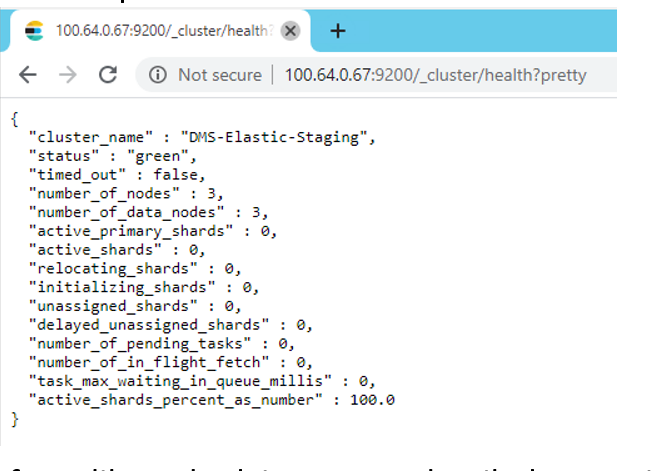 100.64.0.67:9200/_cluster/health?
Not secure | 100.64.0.67:9200/_cluster/health?pretty
{
  "cluster_name" : "DMS-Elastic-Staging",
  "status" : "green",
  "timed_out" : false,
  "number_of_nodes" : 3,
  "number_of_data_nodes" : 3,
  "active_primary_shards" : 0,
  "active_shards" : 0,
  "relocating_shards" : 0,
  "initializing_shards" : 0,
  "unassigned_shards" : 0,
  "delayed_unassigned_shards" : 0,
  "number_of_pending_tasks" : 0,
  "number_of_in_flight_fetch" : 0,
  "task_max_waiting_in_queue_millis" : 0,
  "active_shards_percent_as_number" : 100.0
}